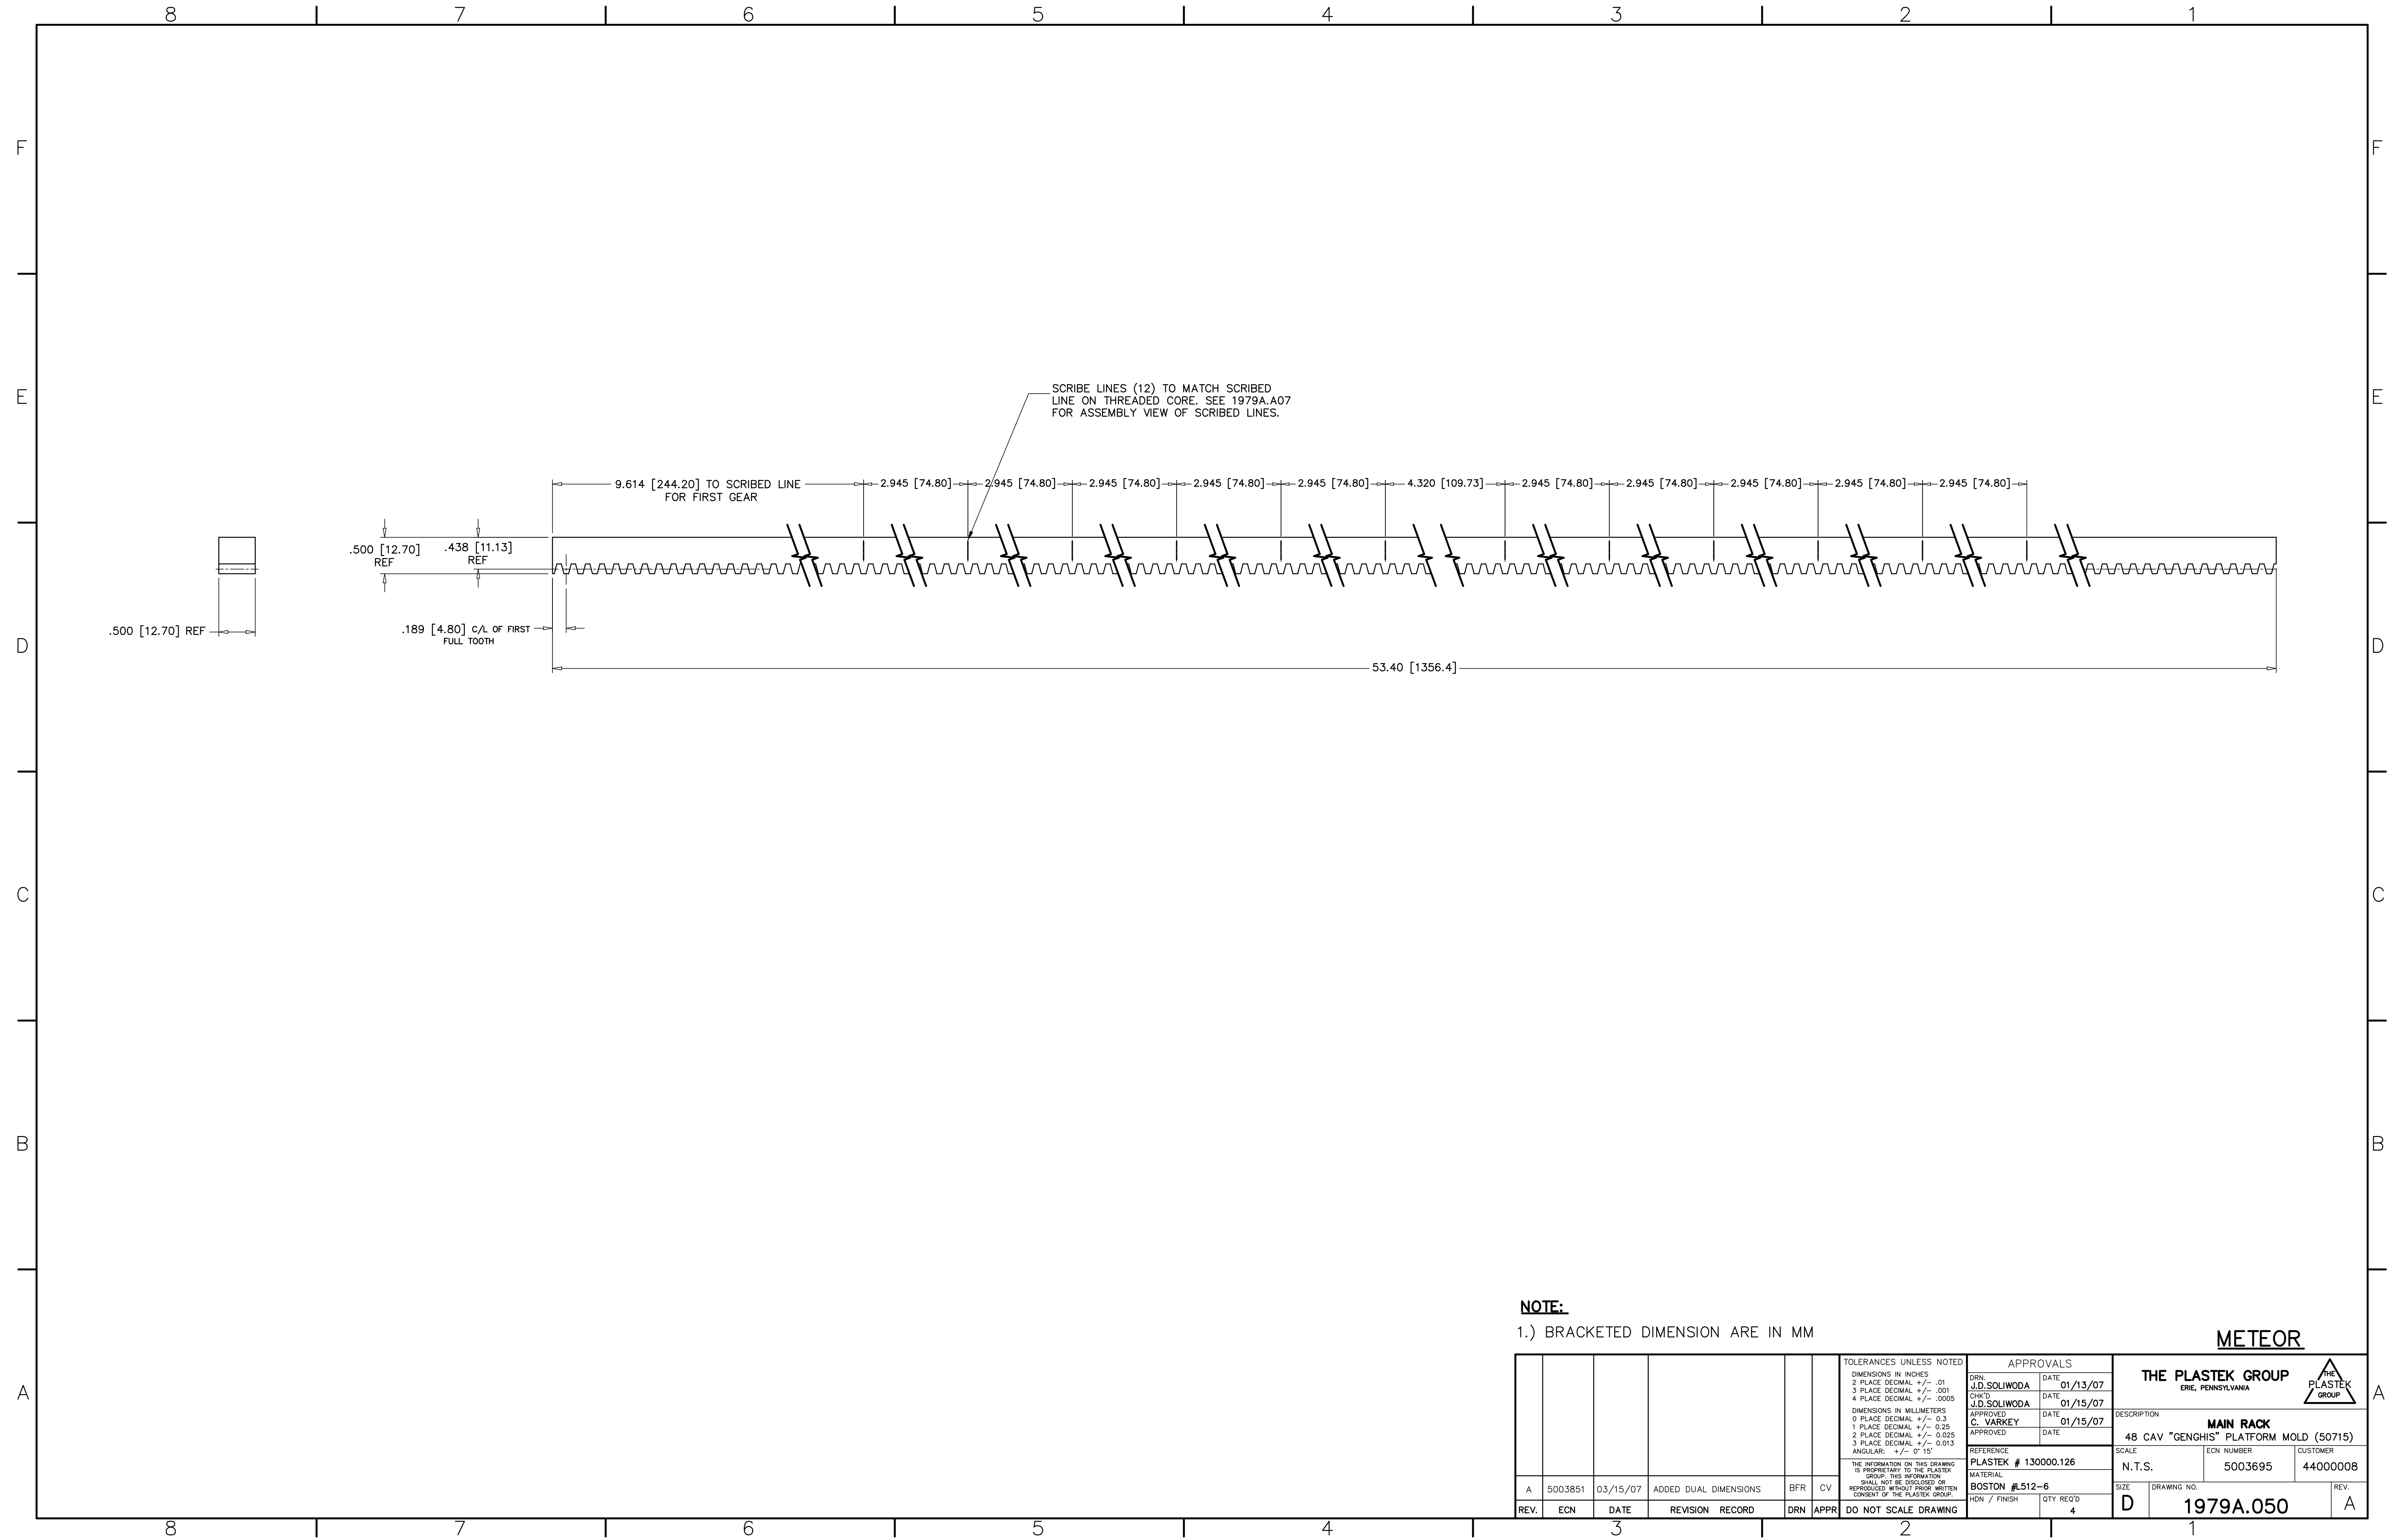 8 7 6 5 4 3 2 1
F F
E E
D D
C C
B B
A A
SCRIBE LINES (12) TO MATCH SCRIBED
LINE ON THREADED CORE. SEE 1979A.A07
FOR ASSEMBLY VIEW OF SCRIBED LINES.
9.614 [244.20] TO SCRIBED LINE
FOR FIRST GEAR
2.945 [74.80] 2.945 [74.80] 2.945 [74.80] 2.945 [74.80] 2.945 [74.80] 4.320 [109.73] 2.945 [74.80] 2.945 [74.80] 2.945 [74.80] 2.945 [74.80] 2.945 [74.80]
.500 [12.70]
REF
.438 [11.13]
REF
.500 [12.70] REF
.189 [4.80] C/L OF FIRST
FULL TOOTH
53.40 [1356.4]
NOTE:
1.) BRACKETED DIMENSION ARE IN MM
METEOR
A 5003851 03/15/07 ADDED DUAL DIMENSIONS BFR CV
REV. ECN DATE REVISION RECORD DRN APPR
TOLERANCES UNLESS NOTED
DIMENSIONS IN INCHES
2 PLACE DECIMAL +/- .01
3 PLACE DECIMAL +/- .001
4 PLACE DECIMAL +/- .0005
DIMENSIONS IN MILLIMETERS
0 PLACE DECIMAL +/- 0.3
1 PLACE DECIMAL +/- 0.25
2 PLACE DECIMAL +/- 0.025
3 PLACE DECIMAL +/- 0.013
ANGULAR: +/- 0° 15'
THE INFORMATION ON THIS DRAWING
IS PROPRIETARY TO THE PLASTEK
GROUP. THIS INFORMATION
SHALL NOT BE DISCLOSED OR
REPRODUCED WITHOUT PRIOR WRITTEN
CONSENT OF THE PLASTEK GROUP.
DO NOT SCALE DRAWING
APPROVALS
DRN. DATE
J.D.SOLIWODA 01/13/07
CHK'D DATE
J.D.SOLIWODA 01/15/07
APPROVED DATE
C. VARKEY 01/15/07
APPROVED DATE
REFERENCE
PLASTEK # 130000.126
MATERIAL
BOSTON #L512-6
HDN / FINISH QTY REQ'D
4
THE PLASTEK GROUP
ERIE, PENNSYLVANIA
THE
PLASTEK
GROUP
DESCRIPTION
MAIN RACK
48 CAV "GENGHIS" PLATFORM MOLD (50715)
SCALE ECN NUMBER CUSTOMER
N.T.S. 5003695 44000008
SIZE DRAWING NO. REV.
D 1979A.050 A
8 7 6 5 4 3 2 1